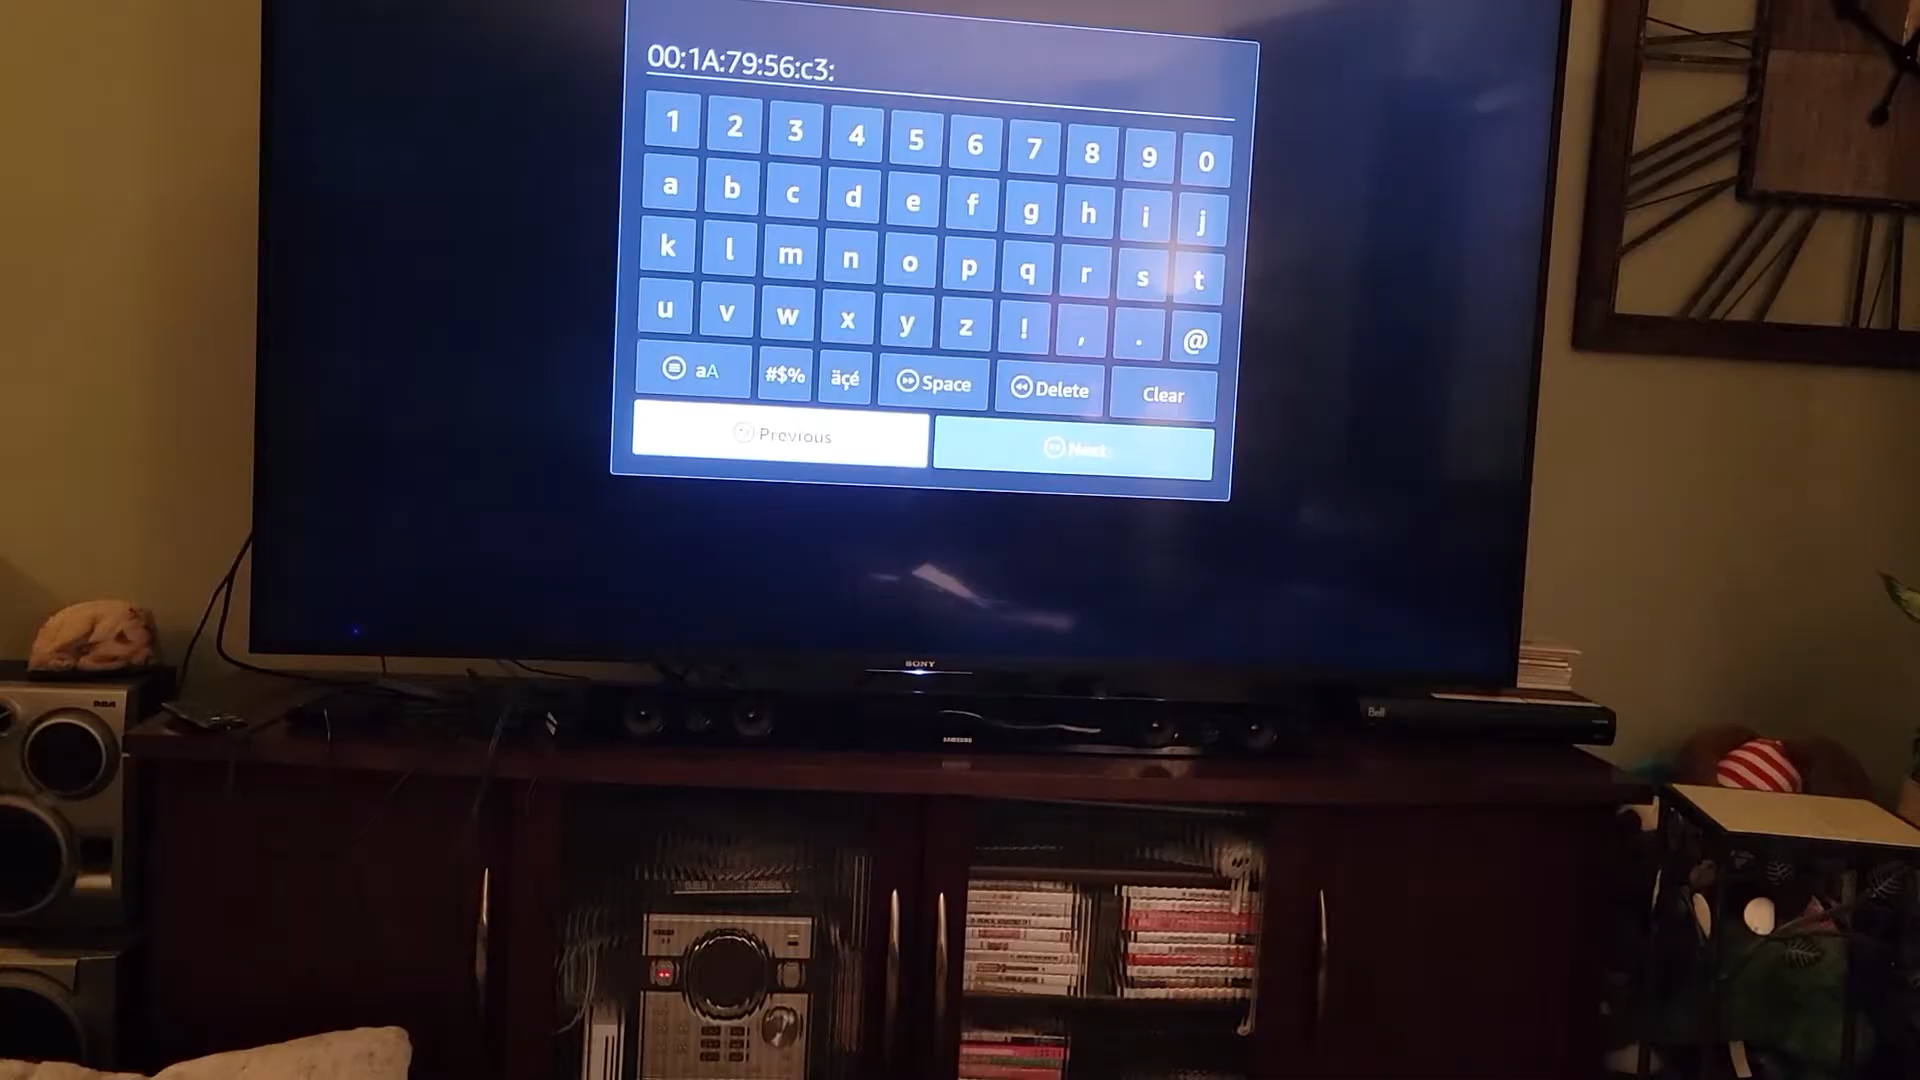 00:1A:79:56:c3:
1 2 3 4 5 6 7 8 9 0
a b c d e f g h i j
k l m n o p q r s t
u v w x y z ! , . @
aA #$% äçé Space Delete Clear
Previous Next
SONY
RCA
Bell
SAMSUNG